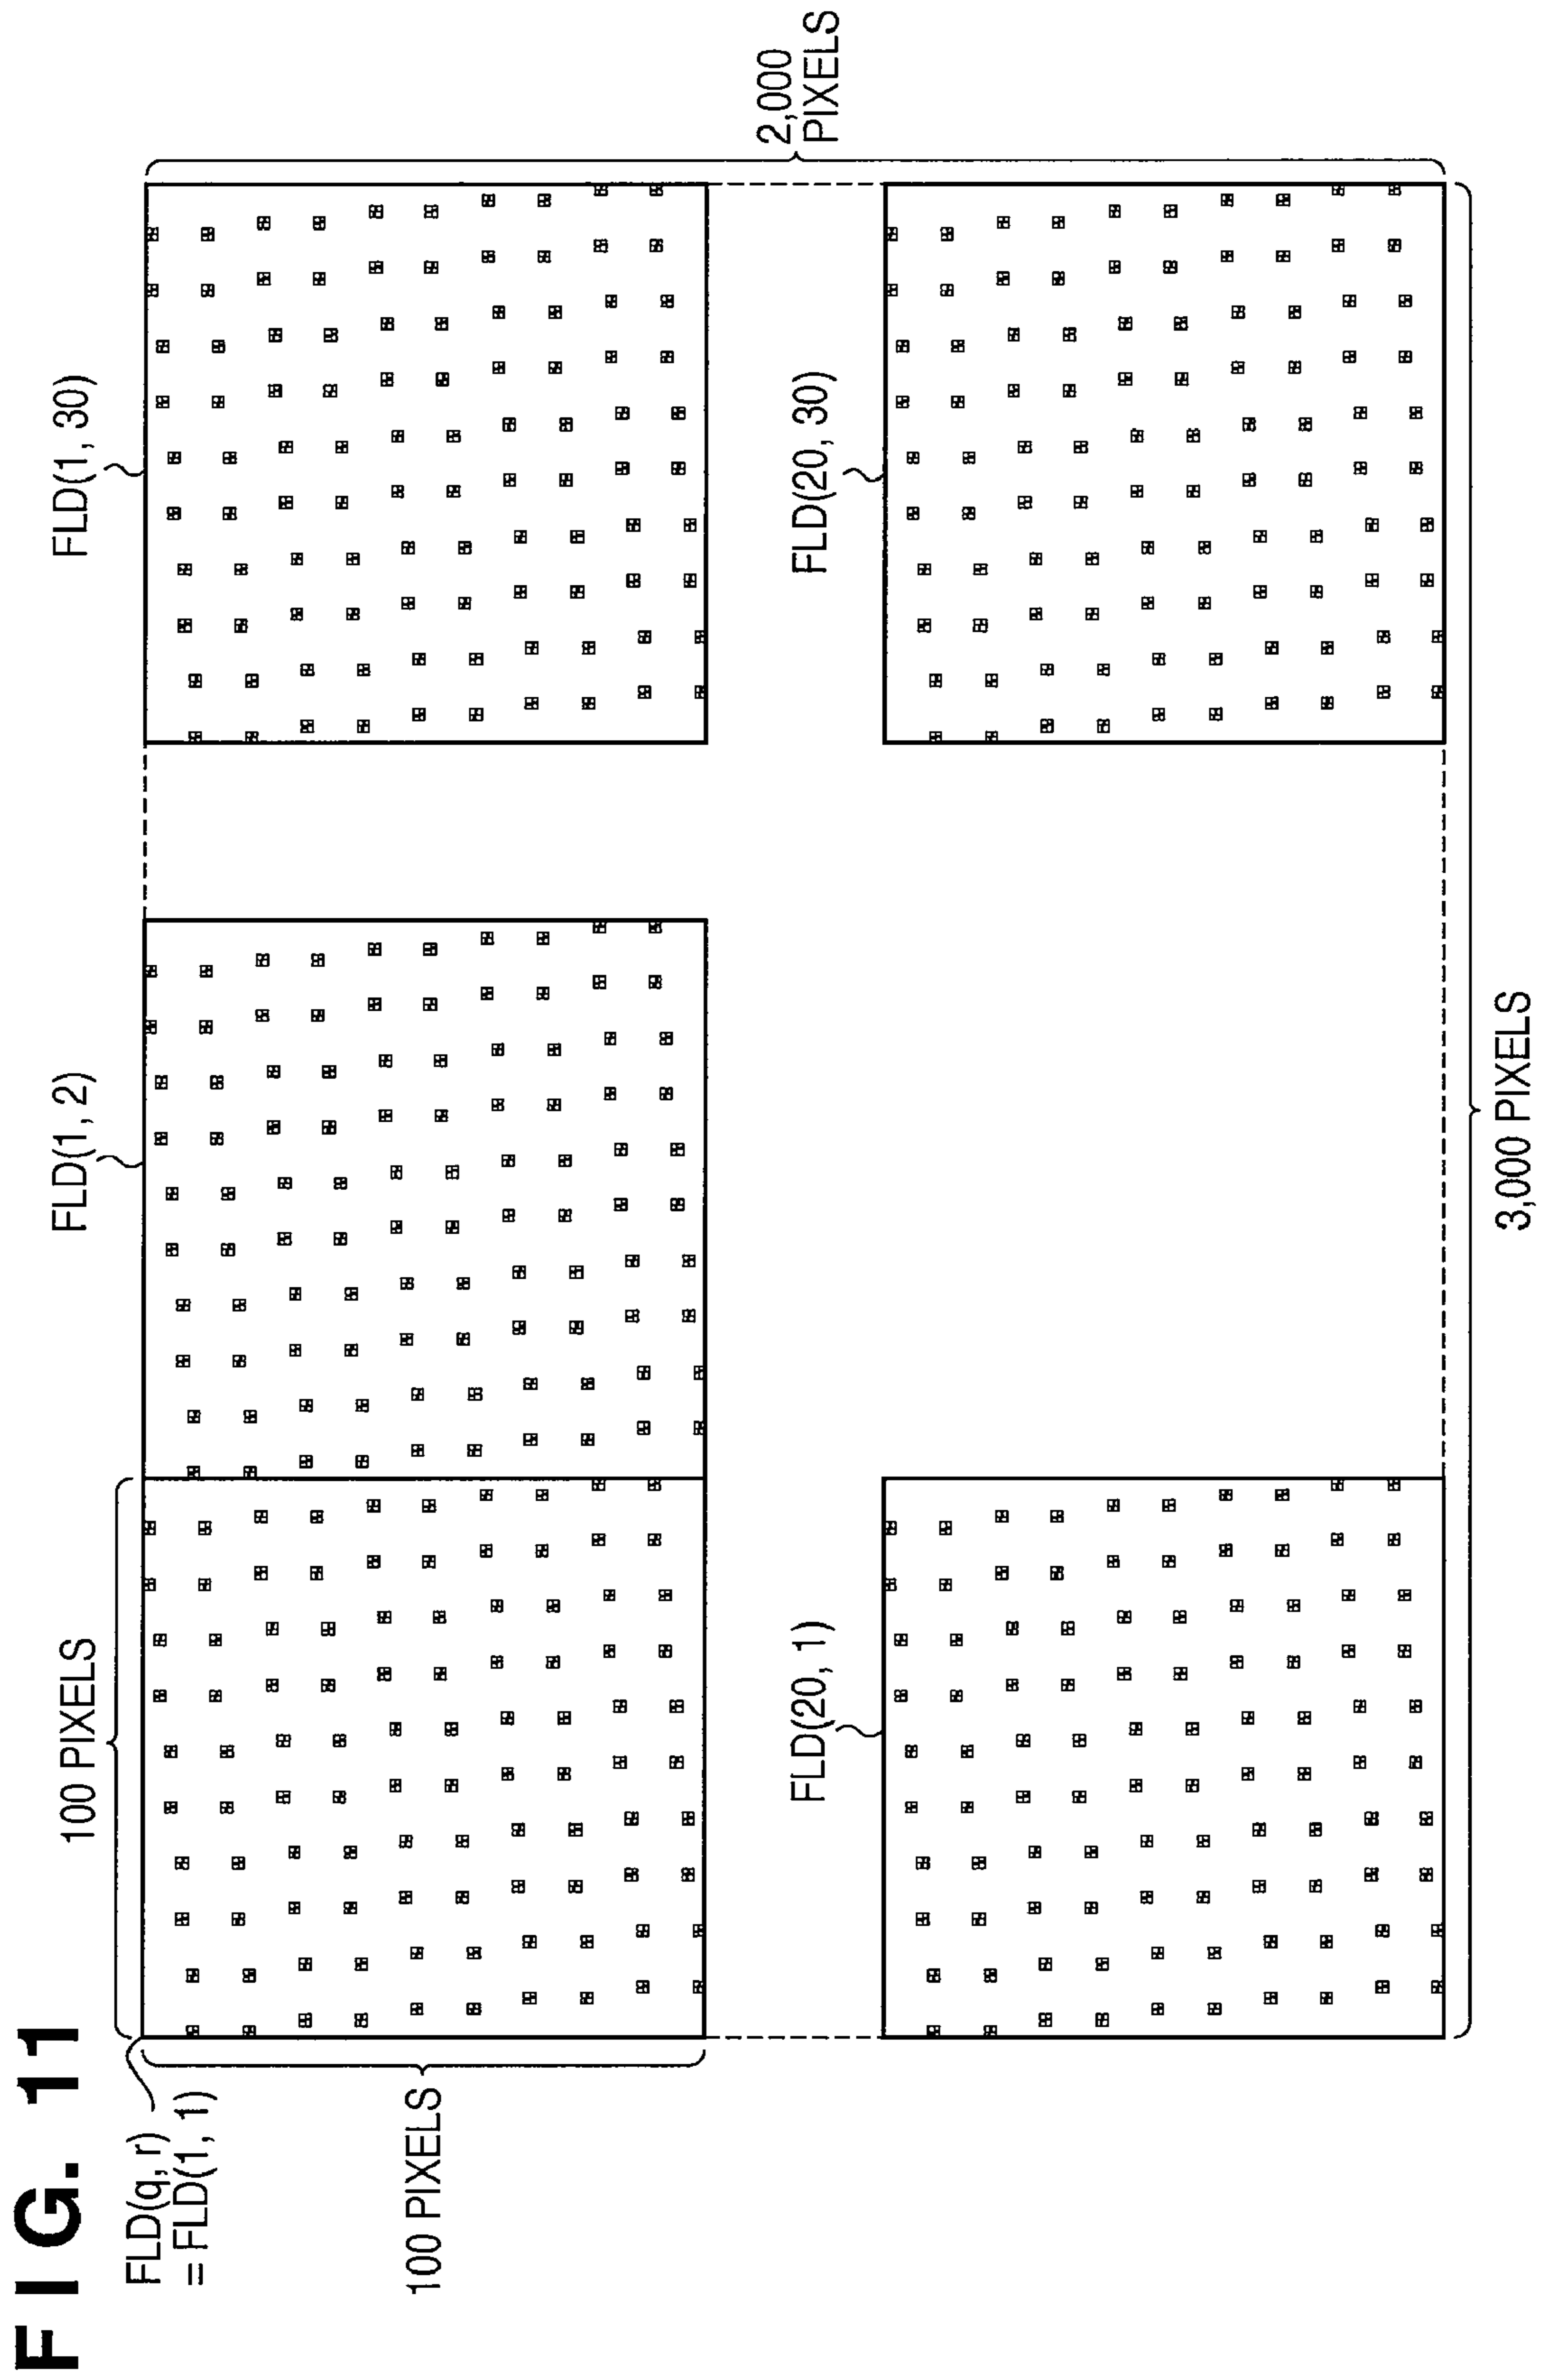 FIG. 11
FLD(q, r)
= FLD(1, 1)
100 PIXELS
FLD(1, 2)
FLD(1, 30)
100 PIXELS
FLD(20, 1)
FLD(20, 30)
2,000
PIXELS
3,000 PIXELS